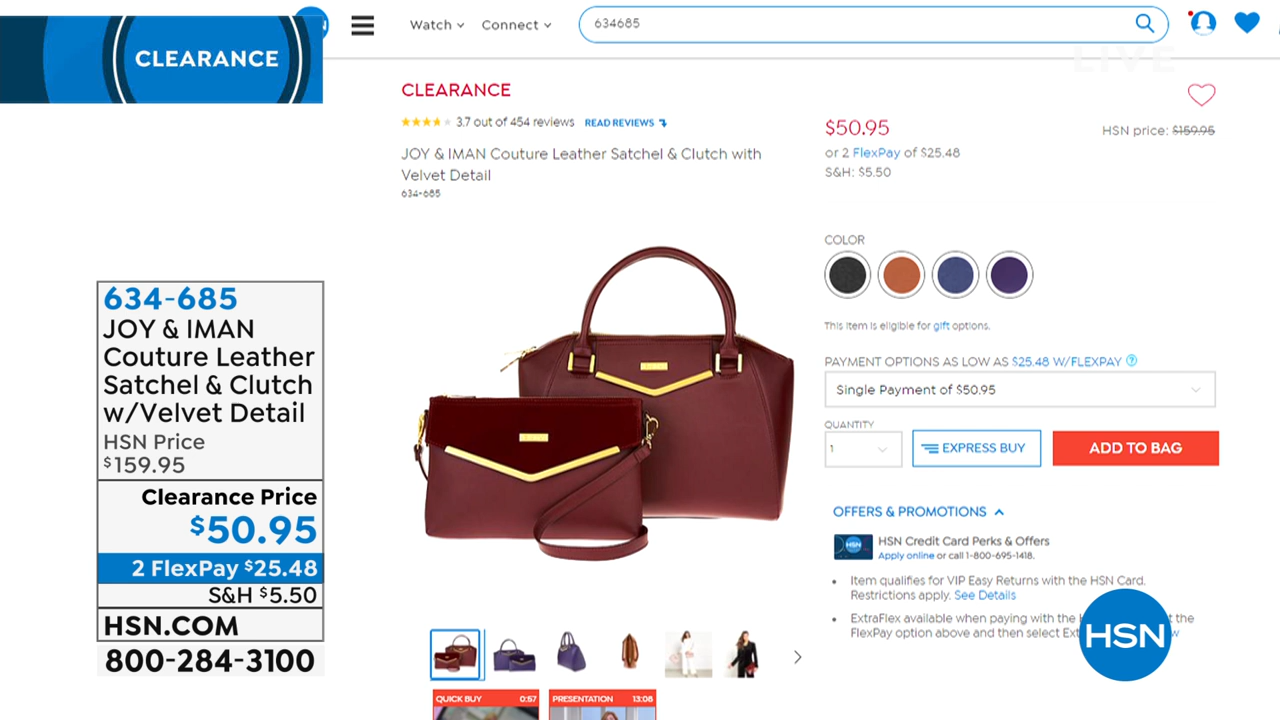 CLEARANCE
HSN
Watch
Connect
634685
LIVE
CLEARANCE
3.7 out of 454 reviews
READ REVIEWS
JOY & IMAN Couture Leather Satchel & Clutch with
Velvet Detail
634-685
$50.95
HSN price: $159.95
or 2 FlexPay of $25.48
S&H: $5.50
COLOR
This item is eligible for gift options.
PAYMENT OPTIONS AS LOW AS $25.48 W/FLEXPAY ?
Single Payment of $50.95
QUANTITY
1
EXPRESS BUY
ADD TO BAG
OFFERS & PROMOTIONS
HSN
HSN Credit Card Perks & Offers
Apply online or call 1-800-695-1418.
• Item qualifies for VIP Easy Returns with the HSN Card.
Restrictions apply. See Details
• ExtraFlex available when paying with the
the
FlexPay option above and then select
HSN
634-685
JOY & IMAN
Couture Leather
Satchel & Clutch
w/Velvet Detail
HSN Price
$159.95
Clearance Price
$50.95
2 FlexPay $25.48
S&H $5.50
HSN.COM
800-284-3100
QUICK BUY 0:57
PRESENTATION 13:08